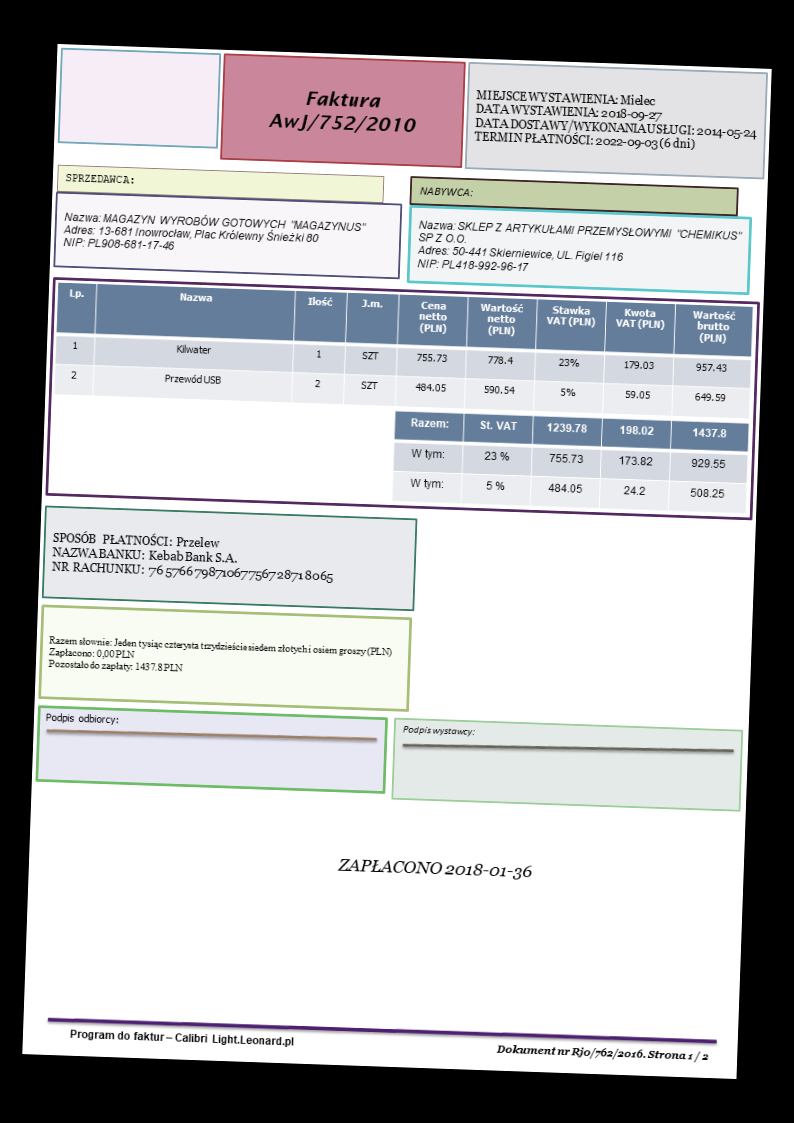 Faktura
AwJ/752/2010
MIEJSCE WYSTAWIENIA: Mielec
DATA WYSTAWIENIA: 2018-09-27
DATA DOSTAWY/WYKONANIA USŁUGI: 2014-05-24
TERMIN PŁATNOŚCI: 2022-09-03 (6 dni)
SPRZEDAWCA:
Nazwa: MAGAZYN WYROBÓW GOTOWYCH "MAGAZYNUS"
Adres: 13-681 Inowrocław, Plac Królewny Śnieżki 80
NIP: PL908-681-17-46
NABYWCA:
Nazwa: SKLEP Z ARTYKUŁAMI PRZEMYSŁOWYMI "CHEMIKUS"
SP Z O.O.
Adres: 50-441 Skierniewice, UL. Figiel 116
NIP: PL418-992-96-17
Lp. Nazwa Ilość J.m. Cena netto (PLN) Wartość netto (PLN) Stawka VAT (PLN) Kwota VAT (PLN) Wartość brutto (PLN)
1 Kilwater 1 SZT 755.73 778.4 23% 179.03 957.43
2 Przewód USB 2 SZT 484.05 590.54 5% 59.05 649.59
Razem: St. VAT 1239.78 198.02 1437.8
W tym: 23 % 755.73 173.82 929.55
W tym: 5 % 484.05 24.2 508.25
SPOSÓB PŁATNOŚCI: Przelew
NAZWA BANKU: Kebab Bank S.A.
NR RACHUNKU: 76 5766798710677567 28718065
Razem słownie: Jeden tysiąc czterysta trzydzieście siedem złotych i osiem groszy (PLN)
Zapłacono: 0,00 PLN
Pozostało do zapłaty: 1437.8 PLN
Podpis odbiorcy:
Podpis wystawcy:
ZAPŁACONO 2018-01-36
Program do faktur – Calibri Light.Leonard.pl
Dokument nr Rjo/762/2016. Strona 1 / 2